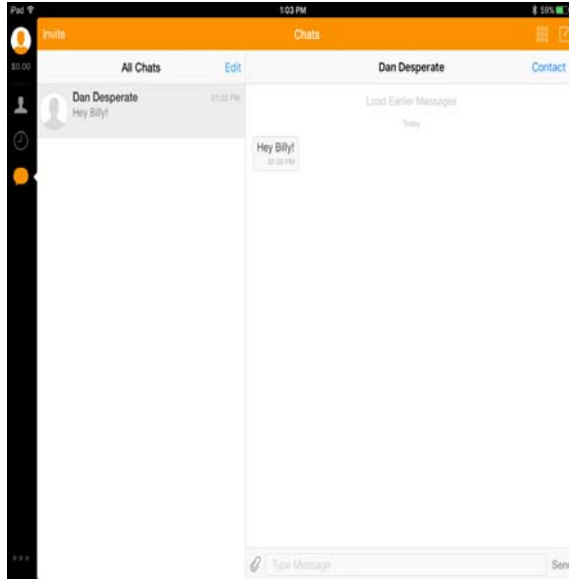 iPad
1:03 PM
59%
Invite
Chats
$0.00
All Chats
Edit
Dan Desperate
01:03 PM
Hey Billy!
Dan Desperate
Contact
Load Earlier Messages
Today
Hey Billy!
01:03 PM
Type Message
Send